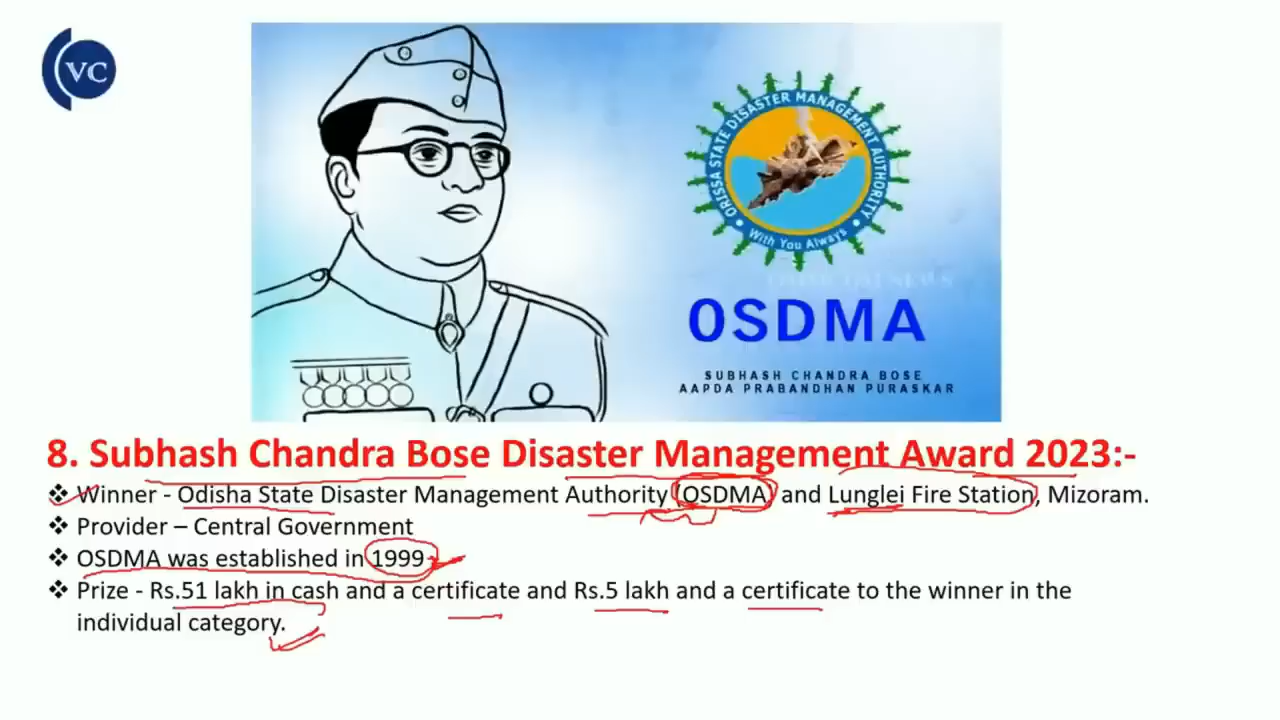 VC
ORISSA STATE DISASTER MANAGEMENT AUTHORITY
With You Always
OSDMA
SUBHASH CHANDRA BOSE
AAPDA PRABANDHAN PURASKAR
8. Subhash Chandra Bose Disaster Management Award 2023:-
❖ Winner - Odisha State Disaster Management Authority (OSDMA) and Lunglei Fire Station, Mizoram.
❖ Provider – Central Government
❖ OSDMA was established in 1999
❖ Prize - Rs.51 lakh in cash and a certificate and Rs.5 lakh and a certificate to the winner in the
individual category.